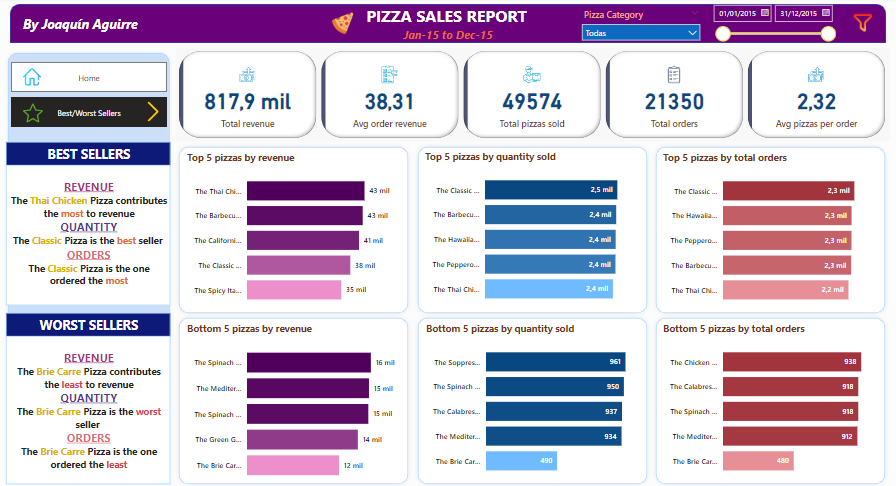 By Joaquín Aguirre
PIZZA SALES REPORT
Jan-15 to Dec-15
Pizza Category
Todas
01/01/2015
31/12/2015
Home
Best/Worst Sellers
817,9 mil
Total revenue
38,31
Avg order revenue
49574
Total pizzas sold
21350
Total orders
2,32
Avg pizzas per order
BEST SELLERS
REVENUE
The Thai Chicken Pizza contributes
the most to revenue
QUANTITY
The Classic Pizza is the best seller
ORDERS
The Classic Pizza is the one
ordered the most
WORST SELLERS
REVENUE
The Brie Carre Pizza contributes
the least to revenue
QUANTITY
The Brie Carre Pizza is the worst
seller
ORDERS
The Brie Carre Pizza is the one
ordered the least
Top 5 pizzas by revenue
The Thai Chi... 43 mil
The Barbecu... 43 mil
The Californi... 41 mil
The Classic ... 38 mil
The Spicy Ita... 35 mil
Top 5 pizzas by quantity sold
The Classic ... 2,5 mil
The Barbecu... 2,4 mil
The Hawaiia... 2,4 mil
The Peppero... 2,4 mil
The Thai Chi... 2,4 mil
Top 5 pizzas by total orders
The Classic ... 2,3 mil
The Hawaiia... 2,3 mil
The Peppero... 2,3 mil
The Barbecu... 2,3 mil
The Thai Chi... 2,2 mil
Bottom 5 pizzas by revenue
The Spinach ... 16 mil
The Mediter... 15 mil
The Spinach ... 15 mil
The Green G... 14 mil
The Brie Car... 12 mil
Bottom 5 pizzas by quantity sold
The Soppres... 961
The Spinach ... 950
The Calabres... 937
The Mediter... 934
The Brie Car... 490
Bottom 5 pizzas by total orders
The Chicken ... 938
The Calabres... 918
The Spinach ... 918
The Mediter... 912
The Brie Car... 480